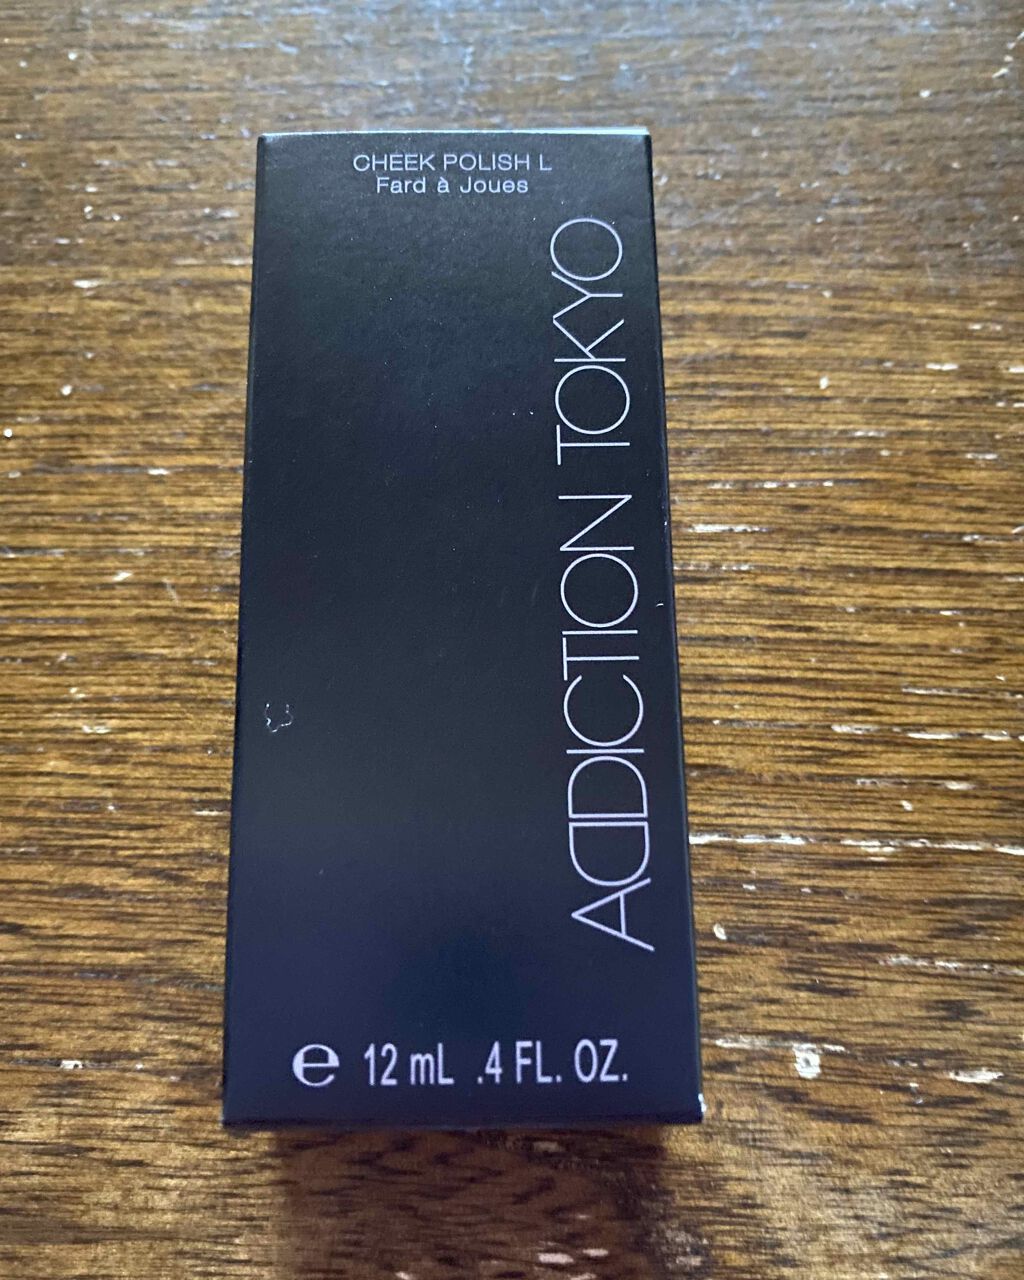 CHEEK POLISH L
Fard à Joues
ADDICTION TOKYO
e 12 mL .4 FL. OZ.